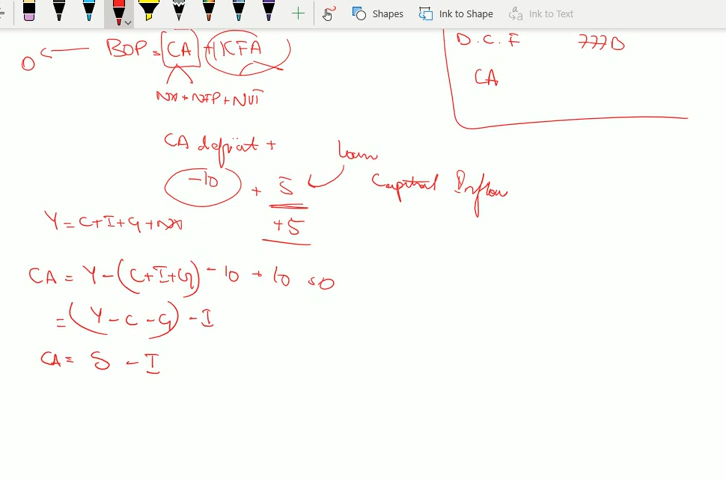 Shapes Ink to Shape Ink to Text
0 BOP = CA + KFA
NX + NFP + NUT
D.C.F 777D
CA
CA deficit +
loan
-10 + 5
Capital Inflow
+5
Y = C + I + G + NX
CA = Y - (C + I + G) - 10 + 10 = 0
= (Y - C - G) - I
CA = S - I